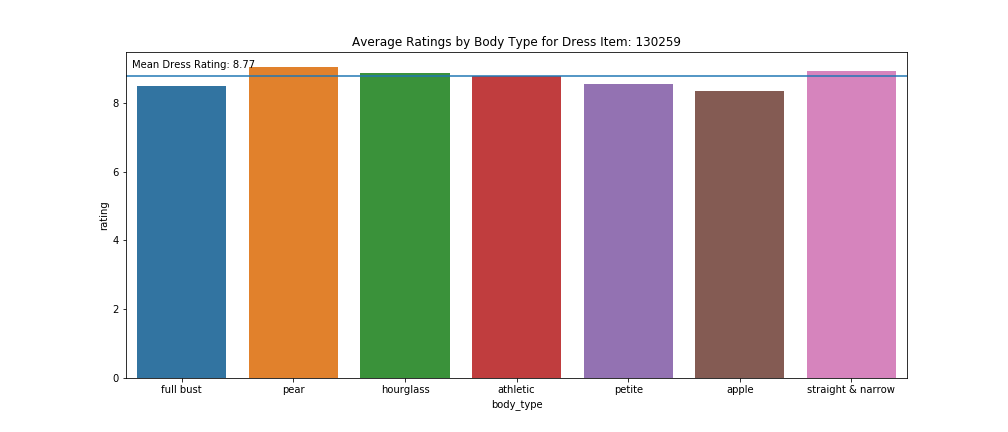 Average Ratings by Body Type for Dress Item: 130259
Mean Dress Rating: 8.77
8
6
4
2
0
rating
full bust pear hourglass athletic petite apple straight & narrow
body_type